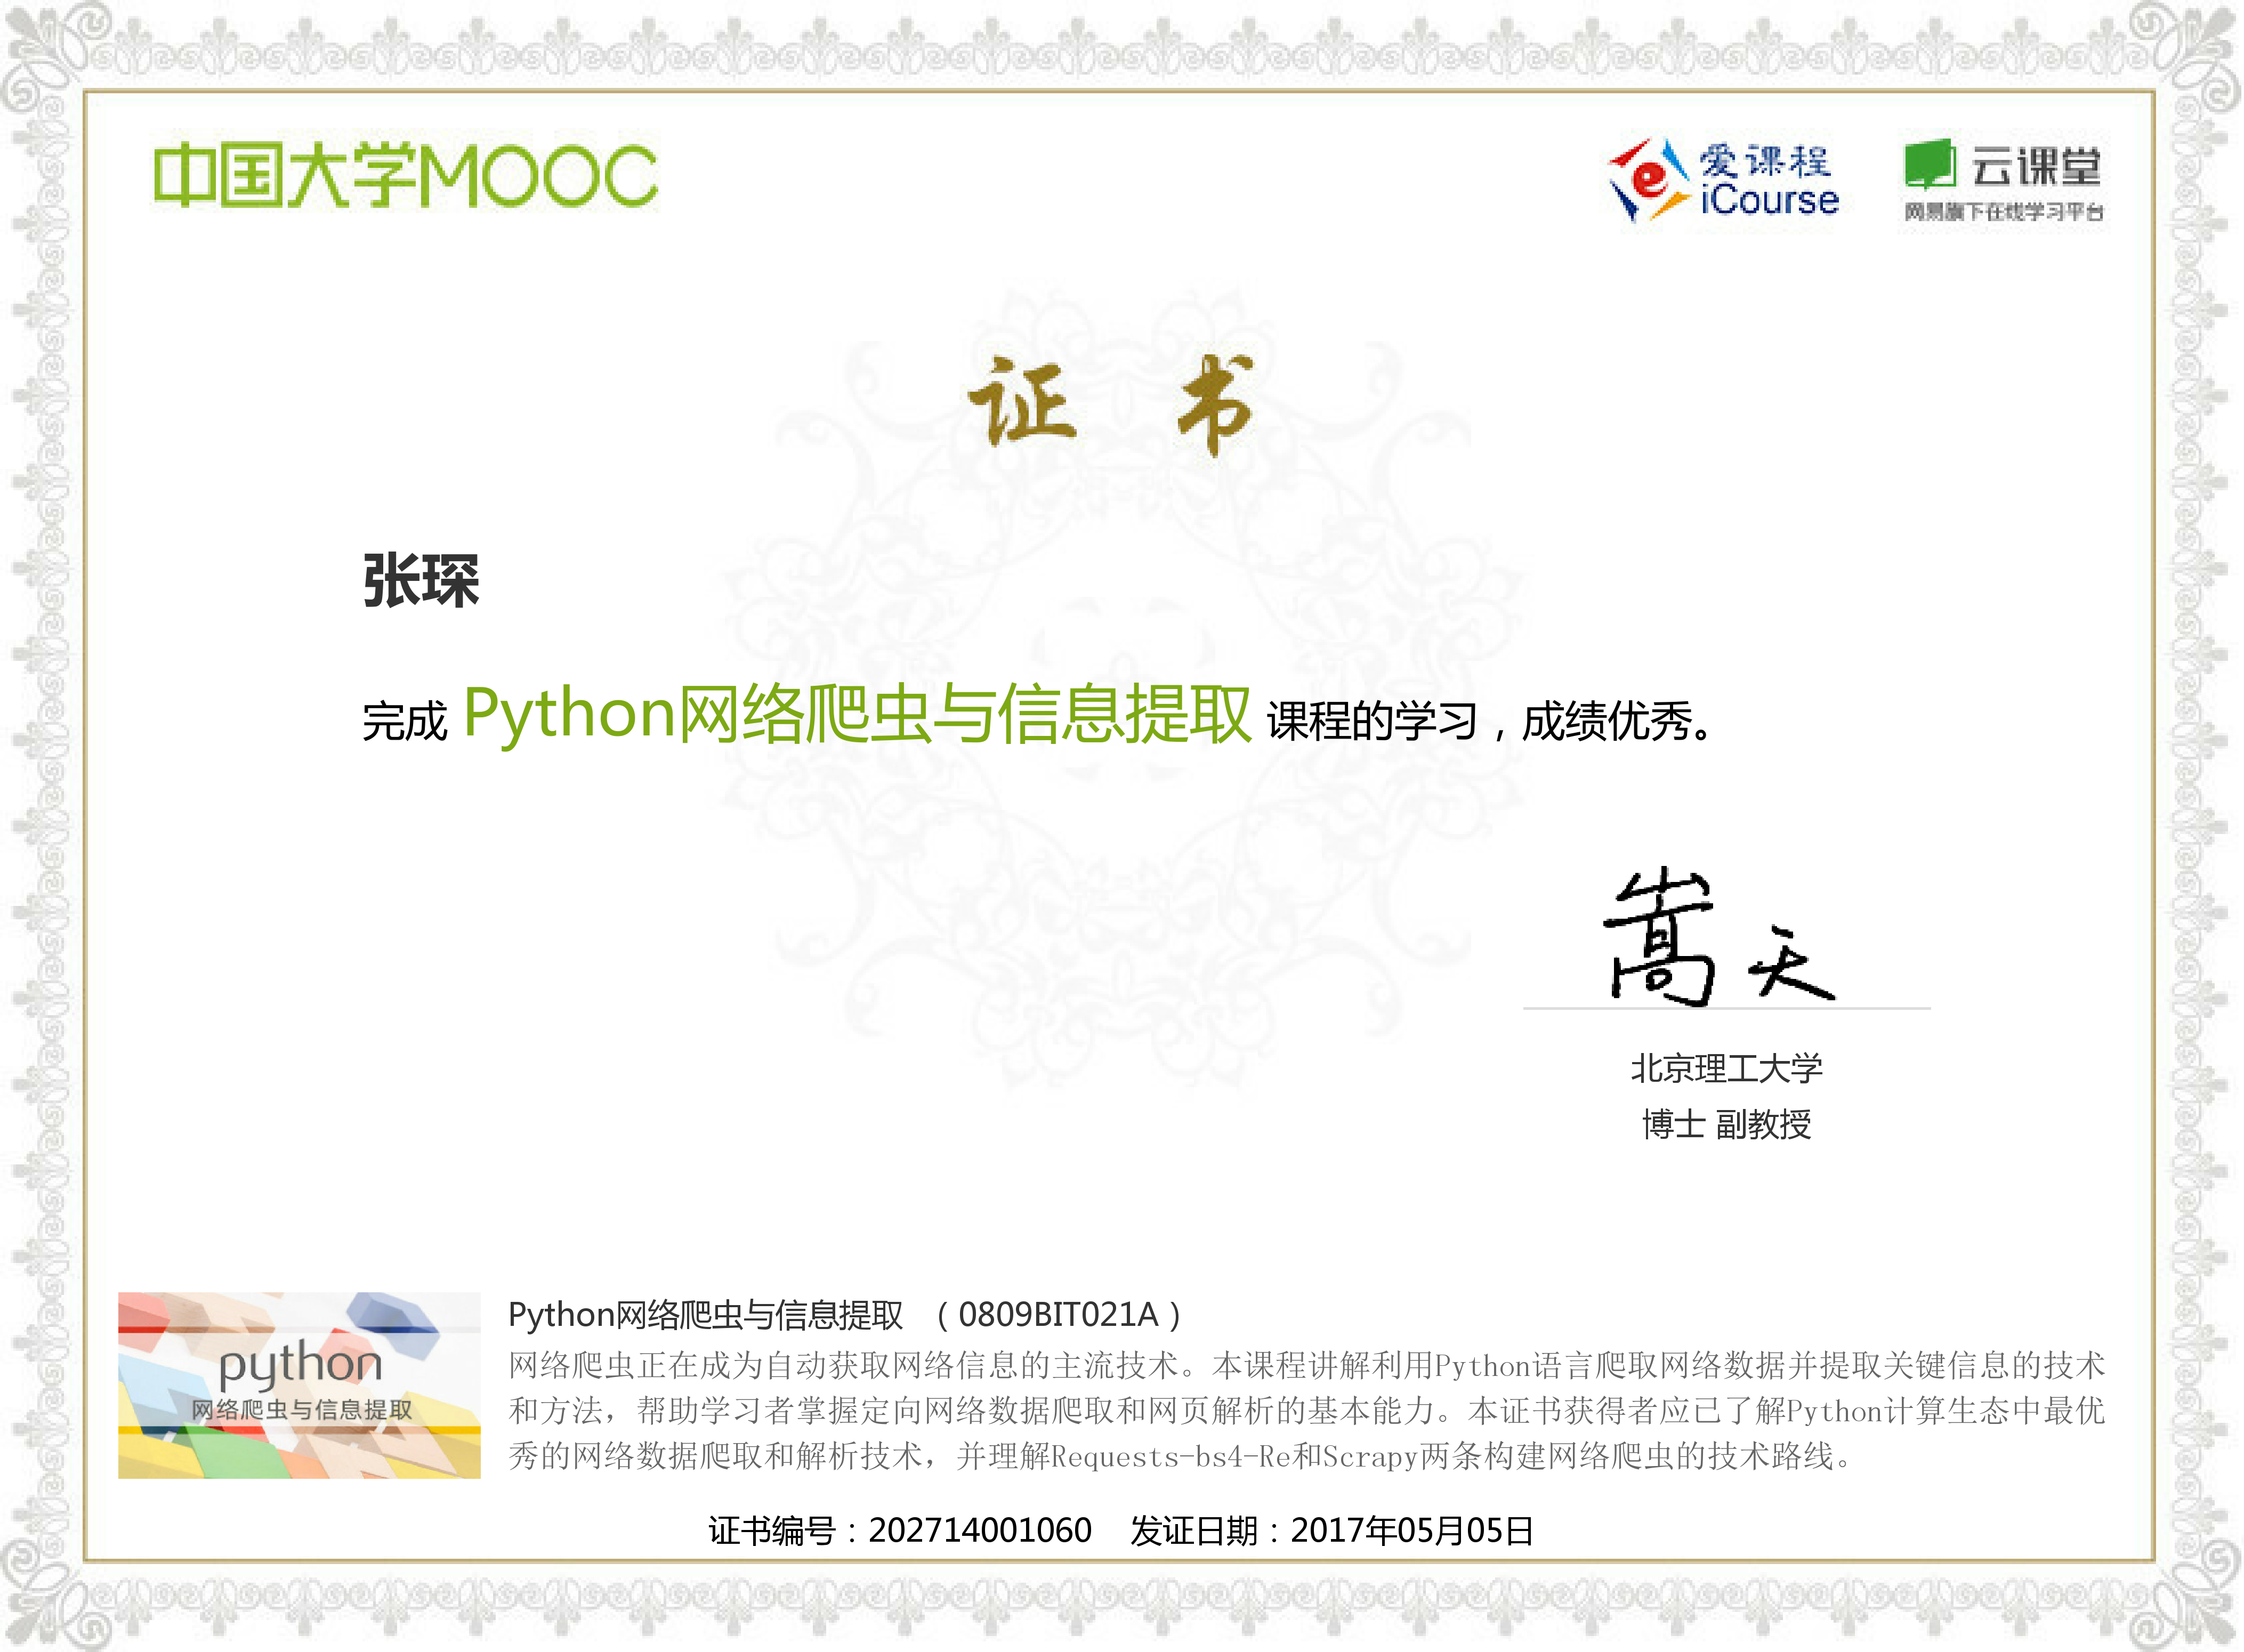 中国大学MOOC
爱课程
iCourse
云课堂
网易旗下在线学习平台
证 书
张琛
完成 Python网络爬虫与信息提取 课程的学习，成绩优秀。
嵩天
北京理工大学
博士 副教授
python
网络爬虫与信息提取
Python网络爬虫与信息提取 （0809BIT021A）
网络爬虫正在成为自动获取网络信息的主流技术。本课程讲解利用Python语言爬取网络数据并提取关键信息的技术
和方法，帮助学习者掌握定向网络数据爬取和网页解析的基本能力。本证书获得者应已了解Python计算生态中最优
秀的网络数据爬取和解析技术，并理解Requests-bs4-Re和Scrapy两条构建网络爬虫的技术路线。
证书编号：202714001060 发证日期：2017年05月05日